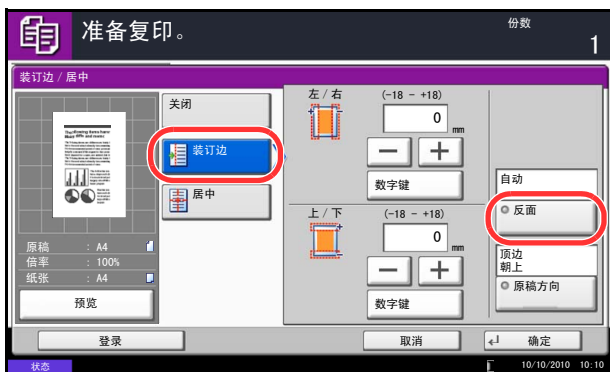 准备复印。
份数
1
装订边 / 居中
关闭
装订边
居中
左 / 右
(-18 - +18)
0 mm
数字键
上 / 下
(-18 - +18)
0 mm
数字键
自动
反面
顶边
朝上
原稿方向
原稿 : A4
倍率 : 100%
纸张 : A4
预览
登录
取消
确定
状态
10/10/2010 10:10